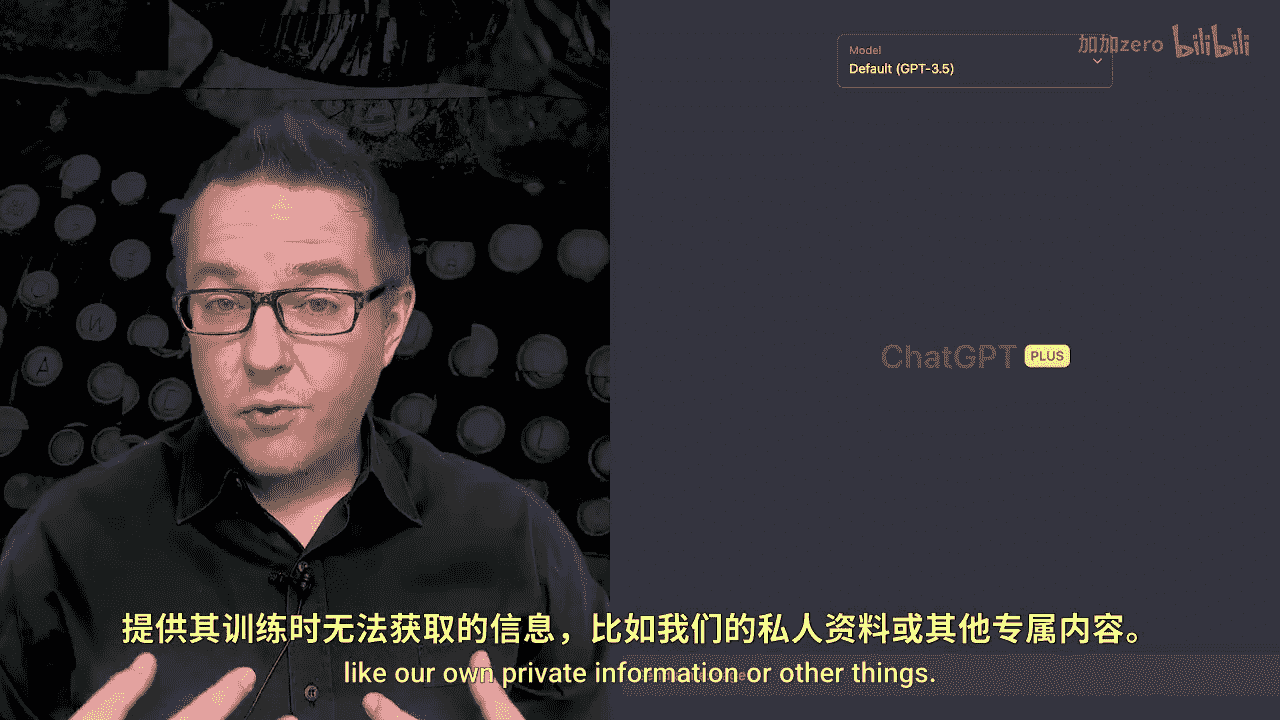 Model
Default (GPT-3.5)
加加zero bilibili
ChatGPT PLUS
提供其训练时无法获取的信息，比如我们的私人资料或其他专属内容。
like our own private information or other things.